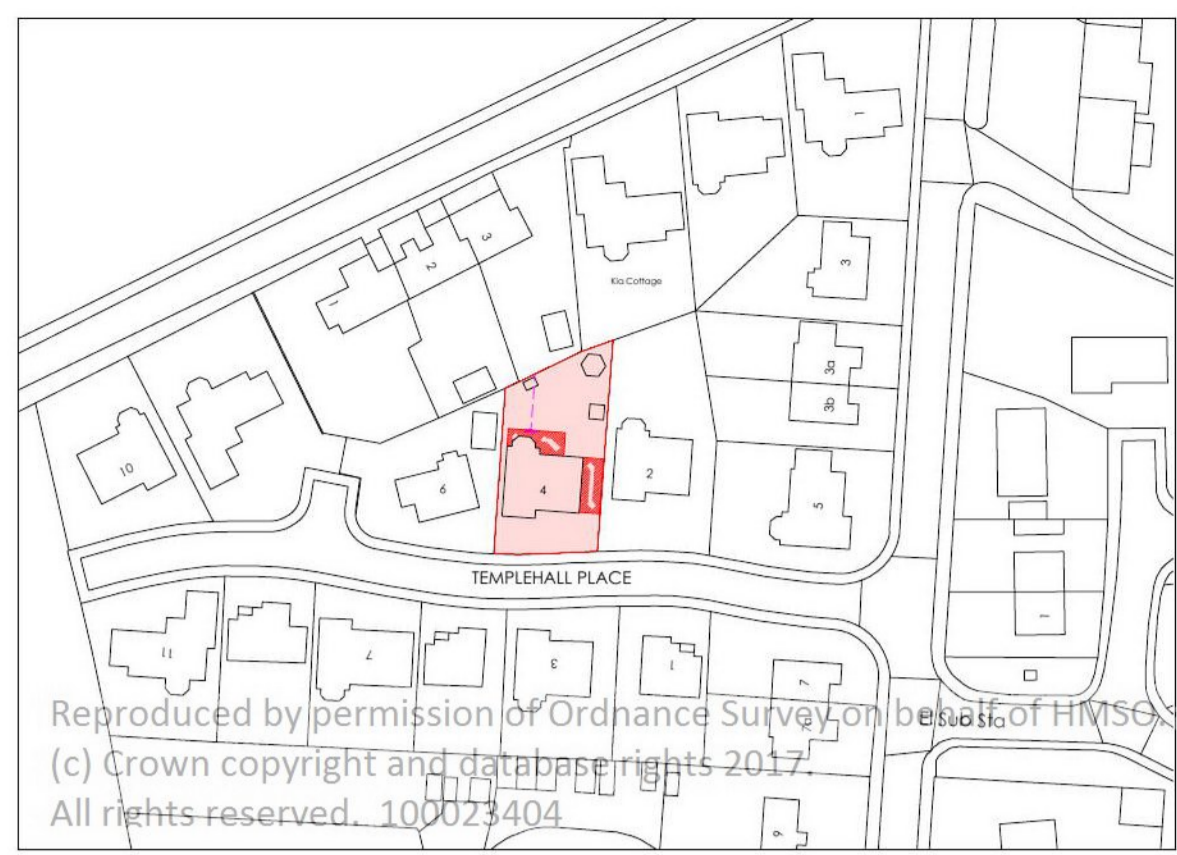 1
3
2
1
Kia Cottage
3
3a
3b
10
6
4
2
5
TEMPLEHALL PLACE
1
11
7
3
1
7
7a
El Sub Sta
9
Reproduced by permission of Ordnance Survey on behalf of HMSO.
(c) Crown copyright and database rights 2017.
All rights reserved. 100023404